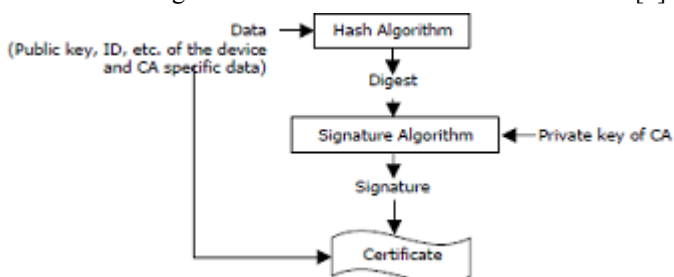 Data
Hash Algorithm
(Public key, ID, etc. of the device
and CA specific data)
Digest
Signature Algorithm
Private key of CA
Signature
Certificate